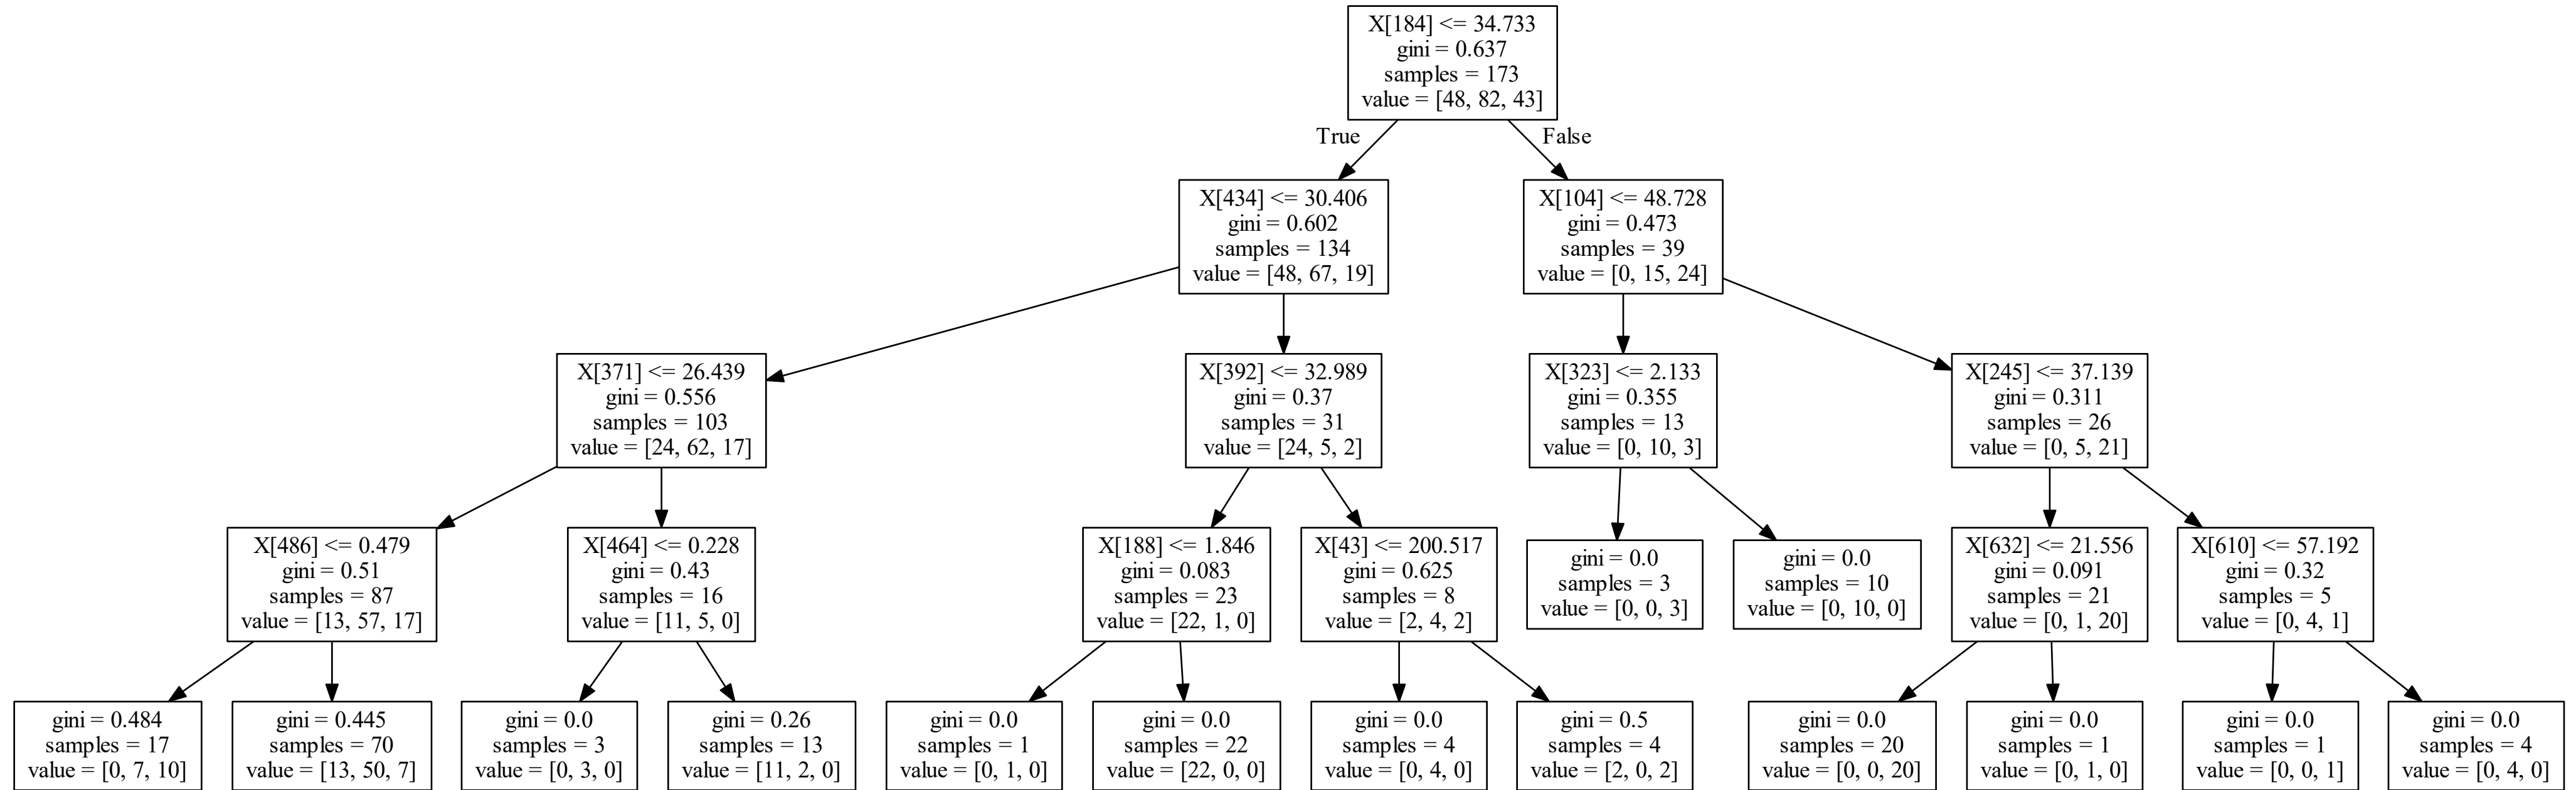 X[184] <= 34.733
gini = 0.637
samples = 173
value = [48, 82, 43]
True
False
X[434] <= 30.406
gini = 0.602
samples = 134
value = [48, 67, 19]
X[104] <= 48.728
gini = 0.473
samples = 39
value = [0, 15, 24]
X[371] <= 26.439
gini = 0.556
samples = 103
value = [24, 62, 17]
X[392] <= 32.989
gini = 0.37
samples = 31
value = [24, 5, 2]
X[323] <= 2.133
gini = 0.355
samples = 13
value = [0, 10, 3]
X[245] <= 37.139
gini = 0.311
samples = 26
value = [0, 5, 21]
X[486] <= 0.479
gini = 0.51
samples = 87
value = [13, 57, 17]
X[464] <= 0.228
gini = 0.43
samples = 16
value = [11, 5, 0]
X[188] <= 1.846
gini = 0.083
samples = 23
value = [22, 1, 0]
X[43] <= 200.517
gini = 0.625
samples = 8
value = [2, 4, 2]
gini = 0.0
samples = 3
value = [0, 0, 3]
gini = 0.0
samples = 10
value = [0, 10, 0]
X[632] <= 21.556
gini = 0.091
samples = 21
value = [0, 1, 20]
X[610] <= 57.192
gini = 0.32
samples = 5
value = [0, 4, 1]
gini = 0.484
samples = 17
value = [0, 7, 10]
gini = 0.445
samples = 70
value = [13, 50, 7]
gini = 0.0
samples = 3
value = [0, 3, 0]
gini = 0.26
samples = 13
value = [11, 2, 0]
gini = 0.0
samples = 1
value = [0, 1, 0]
gini = 0.0
samples = 22
value = [22, 0, 0]
gini = 0.0
samples = 4
value = [0, 4, 0]
gini = 0.5
samples = 4
value = [2, 0, 2]
gini = 0.0
samples = 20
value = [0, 0, 20]
gini = 0.0
samples = 1
value = [0, 1, 0]
gini = 0.0
samples = 1
value = [0, 0, 1]
gini = 0.0
samples = 4
value = [0, 4, 0]